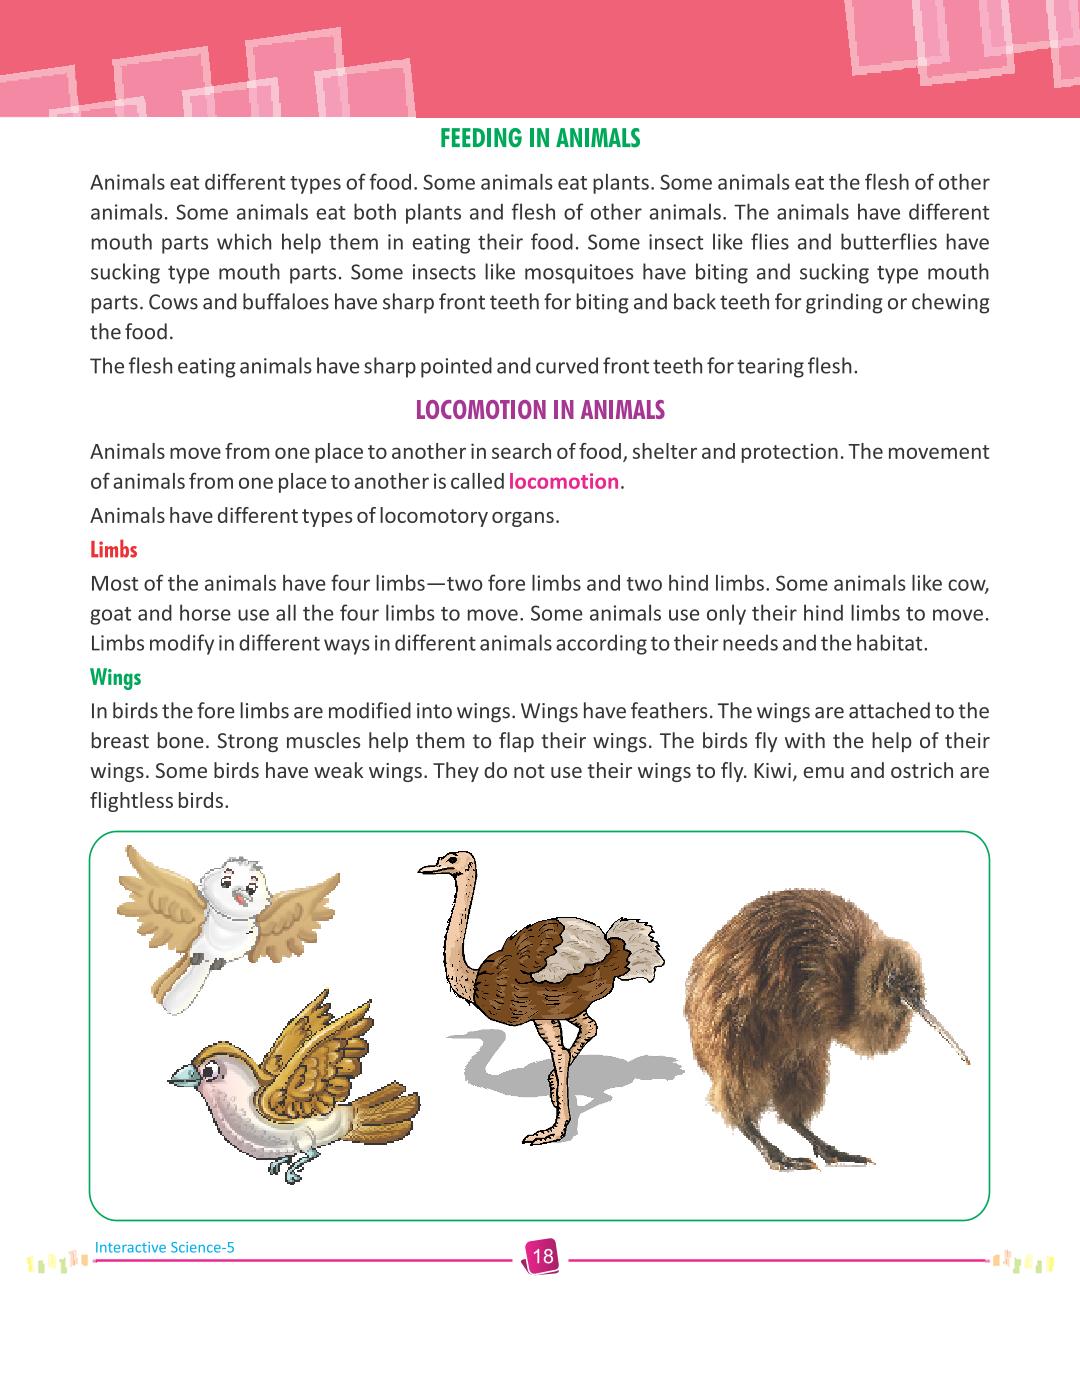 FEEDING IN ANIMALS
Animals eat different types of food. Some animals eat plants. Some animals eat the flesh of other
animals. Some animals eat both plants and flesh of other animals. The animals have different
mouth parts which help them in eating their food. Some insect like flies and butterflies have
sucking type mouth parts. Some insects like mosquitoes have biting and sucking type mouth
parts. Cows and buffaloes have sharp front teeth for biting and back teeth for grinding or chewing
the food.
The flesh eating animals have sharp pointed and curved front teeth for tearing flesh.
LOCOMOTION IN ANIMALS
Animals move from one place to another in search of food, shelter and protection. The movement
of animals from one place to another is called locomotion.
Animals have different types of locomotory organs.
Limbs
Most of the animals have four limbs—two fore limbs and two hind limbs. Some animals like cow,
goat and horse use all the four limbs to move. Some animals use only their hind limbs to move.
Limbs modify in different ways in different animals according to their needs and the habitat.
Wings
In birds the fore limbs are modified into wings. Wings have feathers. The wings are attached to the
breast bone. Strong muscles help them to flap their wings. The birds fly with the help of their
wings. Some birds have weak wings. They do not use their wings to fly. Kiwi, emu and ostrich are
flightless birds.
Interactive Science-5
18